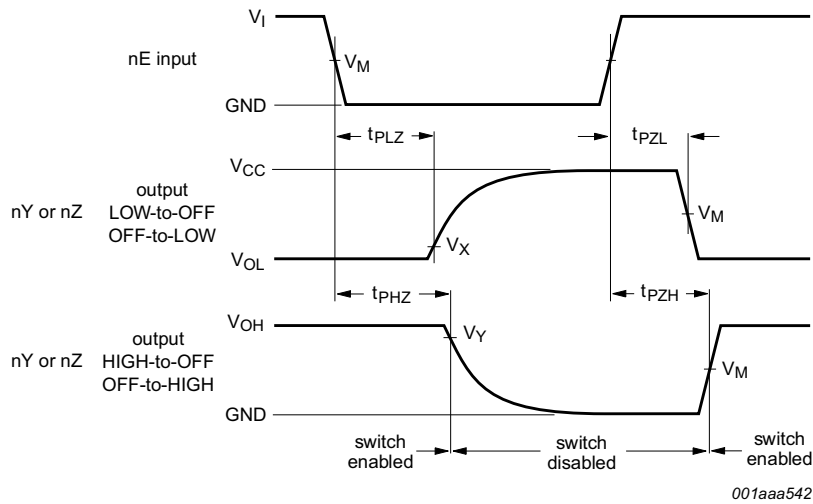 VI
nE input
VM
GND
tPLZ
tPZL
VCC
output
nY or nZ
LOW-to-OFF
OFF-to-LOW
VM
VX
VOL
tPHZ
tPZH
VOH
output
nY or nZ
HIGH-to-OFF
OFF-to-HIGH
VY
VM
GND
switch
enabled
switch
disabled
switch
enabled
001aaa542